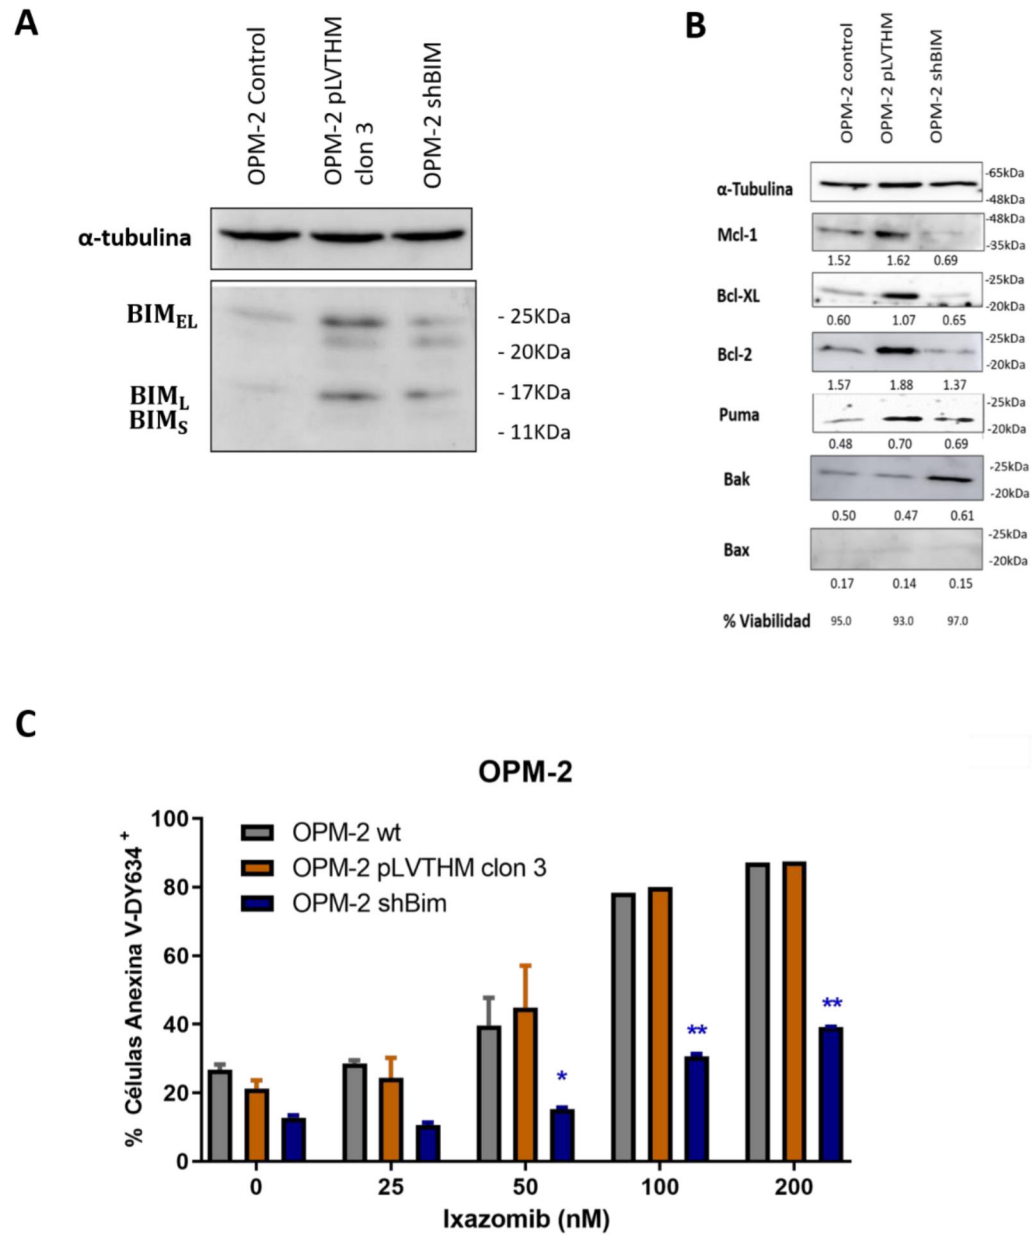 A
OPM-2 Control
OPM-2 pLVTHM
clon 3
OPM-2 shBIM
α-tubulina
BIM_EL
- 25KDa
- 20KDa
BIM_L
- 17KDa
BIM_S
- 11KDa
B
OPM-2 control
OPM-2 pLVTHM
OPM-2 shBIM
α-Tubulina
-65kDa
-48kDa
Mcl-1
-48kDa
-35kDa
1.52 1.62 0.69
Bcl-XL
-25kDa
-20kDa
0.60 1.07 0.65
Bcl-2
-25kDa
-20kDa
1.57 1.88 1.37
Puma
-25kDa
-20kDa
0.48 0.70 0.69
Bak
-25kDa
-20kDa
0.50 0.47 0.61
Bax
-25kDa
-20kDa
0.17 0.14 0.15
% Viabilidad 95.0 93.0 97.0
C
OPM-2
% Células Anexina V-DY634 +
100
80
60
40
20
0
OPM-2 wt
OPM-2 pLVTHM clon 3
OPM-2 shBim
*
**
**
0 25 50 100 200
Ixazomib (nM)